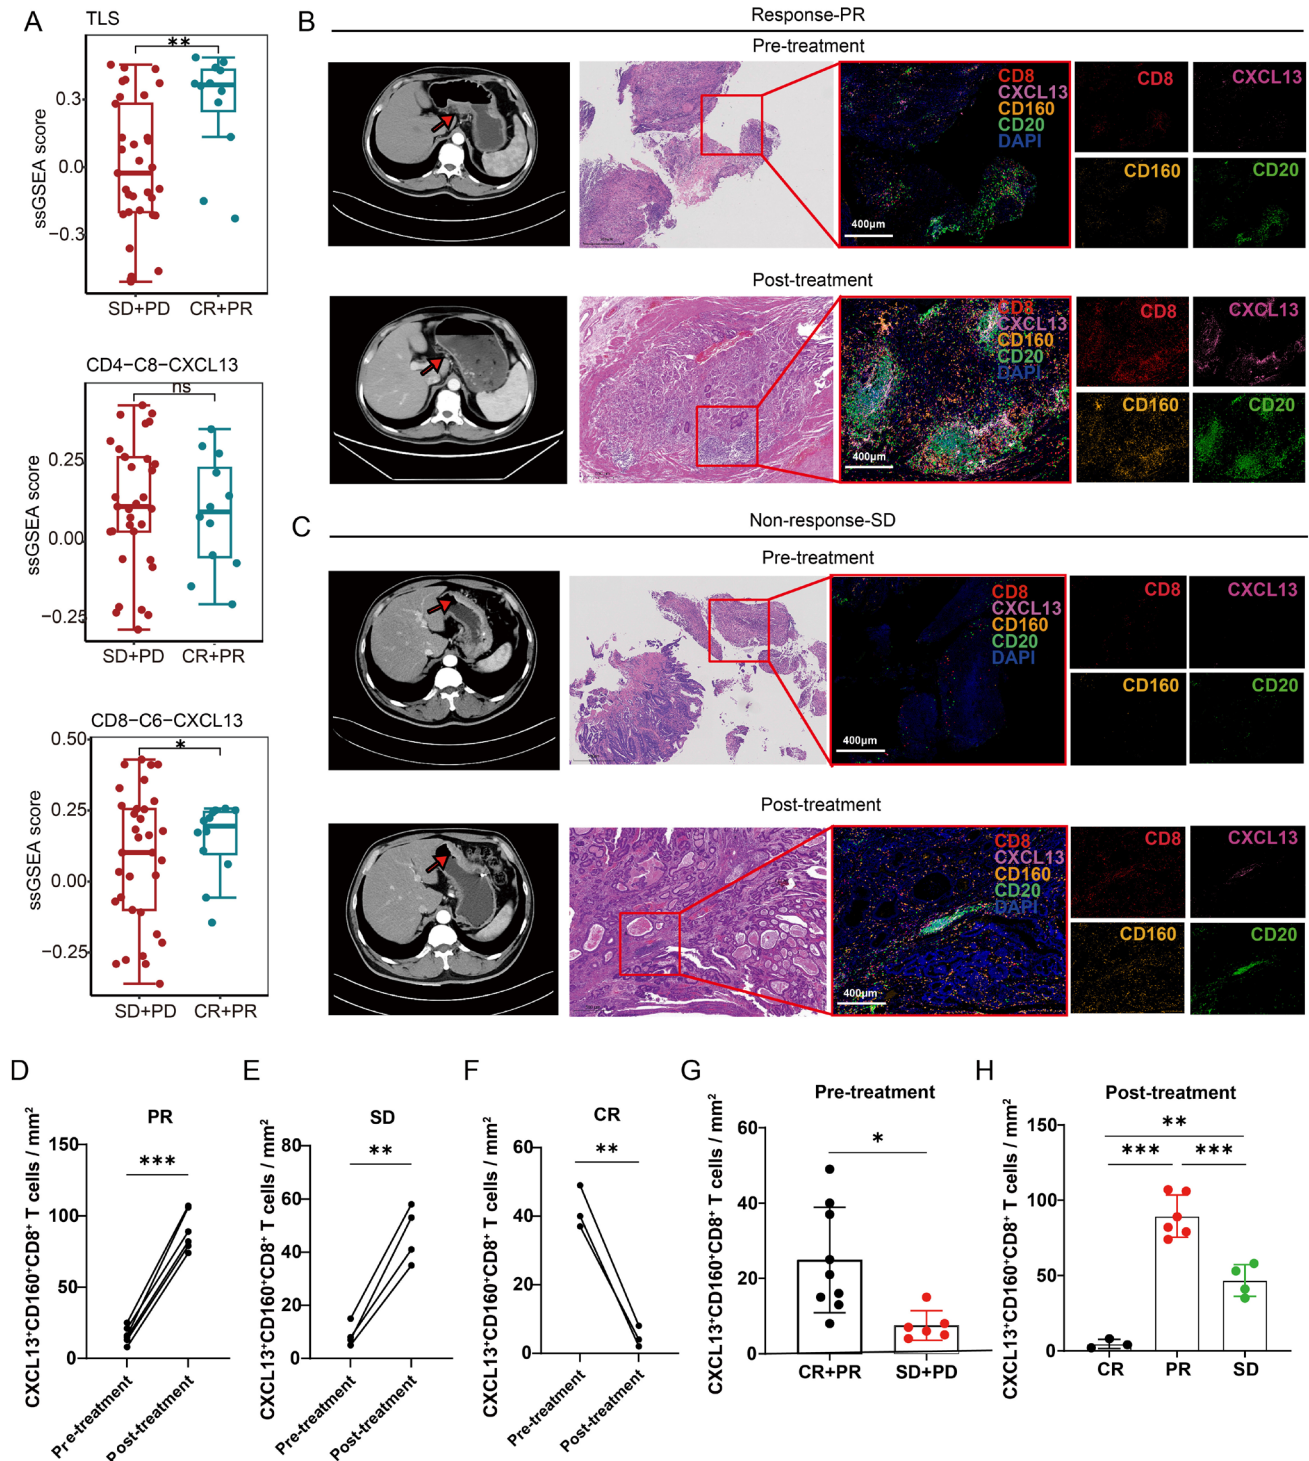 A
TLS
**
ssGSEA score
0.3
0.0
−0.3
SD+PD
CR+PR
CD4−C8−CXCL13
ns
ssGSEA score
0.25
0.00
−0.25
SD+PD
CR+PR
CD8−C6−CXCL13
*
ssGSEA score
0.50
0.25
0.00
−0.25
SD+PD
CR+PR
B
Response-PR
Pre-treatment
CD8
CXCL13
CD160
CD20
DAPI
400μm
CD8
CXCL13
CD160
CD20
Post-treatment
CD8
CXCL13
CD160
CD20
DAPI
400μm
CD8
CXCL13
CD160
CD20
C
Non-response-SD
Pre-treatment
CD8
CXCL13
CD160
CD20
DAPI
400μm
CD8
CXCL13
CD160
CD20
Post-treatment
CD8
CXCL13
CD160
CD20
DAPI
400μm
CD8
CXCL13
CD160
CD20
D
PR
CXCL13⁺CD160⁺CD8⁺ T cells / mm²
150
100
50
0
***
Pre-treatment
Post-treatment
E
SD
CXCL13⁺CD160⁺CD8⁺ T cells / mm²
80
60
40
20
0
**
Pre-treatment
Post-treatment
F
CR
CXCL13⁺CD160⁺CD8⁺ T cells / mm²
60
40
20
0
**
Pre-treatment
Post-treatment
G
Pre-treatment
CXCL13⁺CD160⁺CD8⁺ T cells / mm²
60
40
20
0
*
CR+PR
SD+PD
H
Post-treatment
CXCL13⁺CD160⁺CD8⁺ T cells / mm²
150
100
50
0
**
***
***
CR
PR
SD